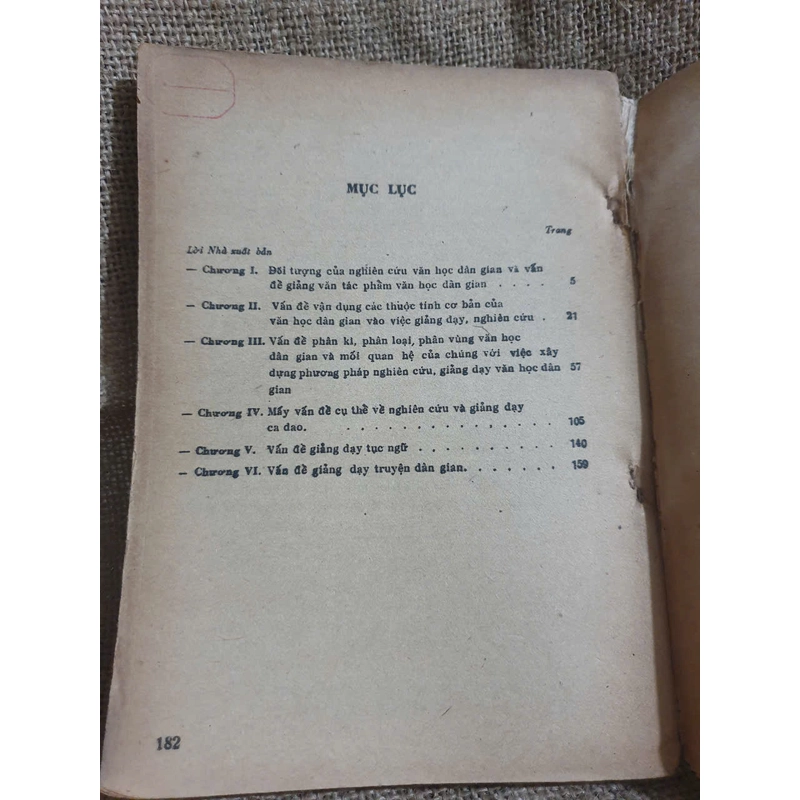 MỤC LỤC
Trang
Lời Nhà xuất bản
— Chương I. Đối tượng của nghiên cứu văn học dân gian và vấn
đề giảng văn tác phẩm văn học dân gian . . . . 5
— Chương II. Vấn đề vận dụng các thuộc tính cơ bản của
văn học dân gian vào việc giảng dạy, nghiên cứu . 21
— Chương III. Vấn đề phân kì, phân loại, phân vùng văn học
dân gian và mối quan hệ của chúng với việc xây
dựng phương pháp nghiên cứu, giảng dạy văn học dân 57
gian
— Chương IV. Mấy vấn đề cụ thể về nghiên cứu và giảng dạy
ca dao. . . . . . . . . . . . . . 105
— Chương V. Vấn đề giảng dạy tục ngữ . . . . . . . . 140
— Chương VI. Vấn đề giảng dạy truyện dân gian. . . . . . . 159
182